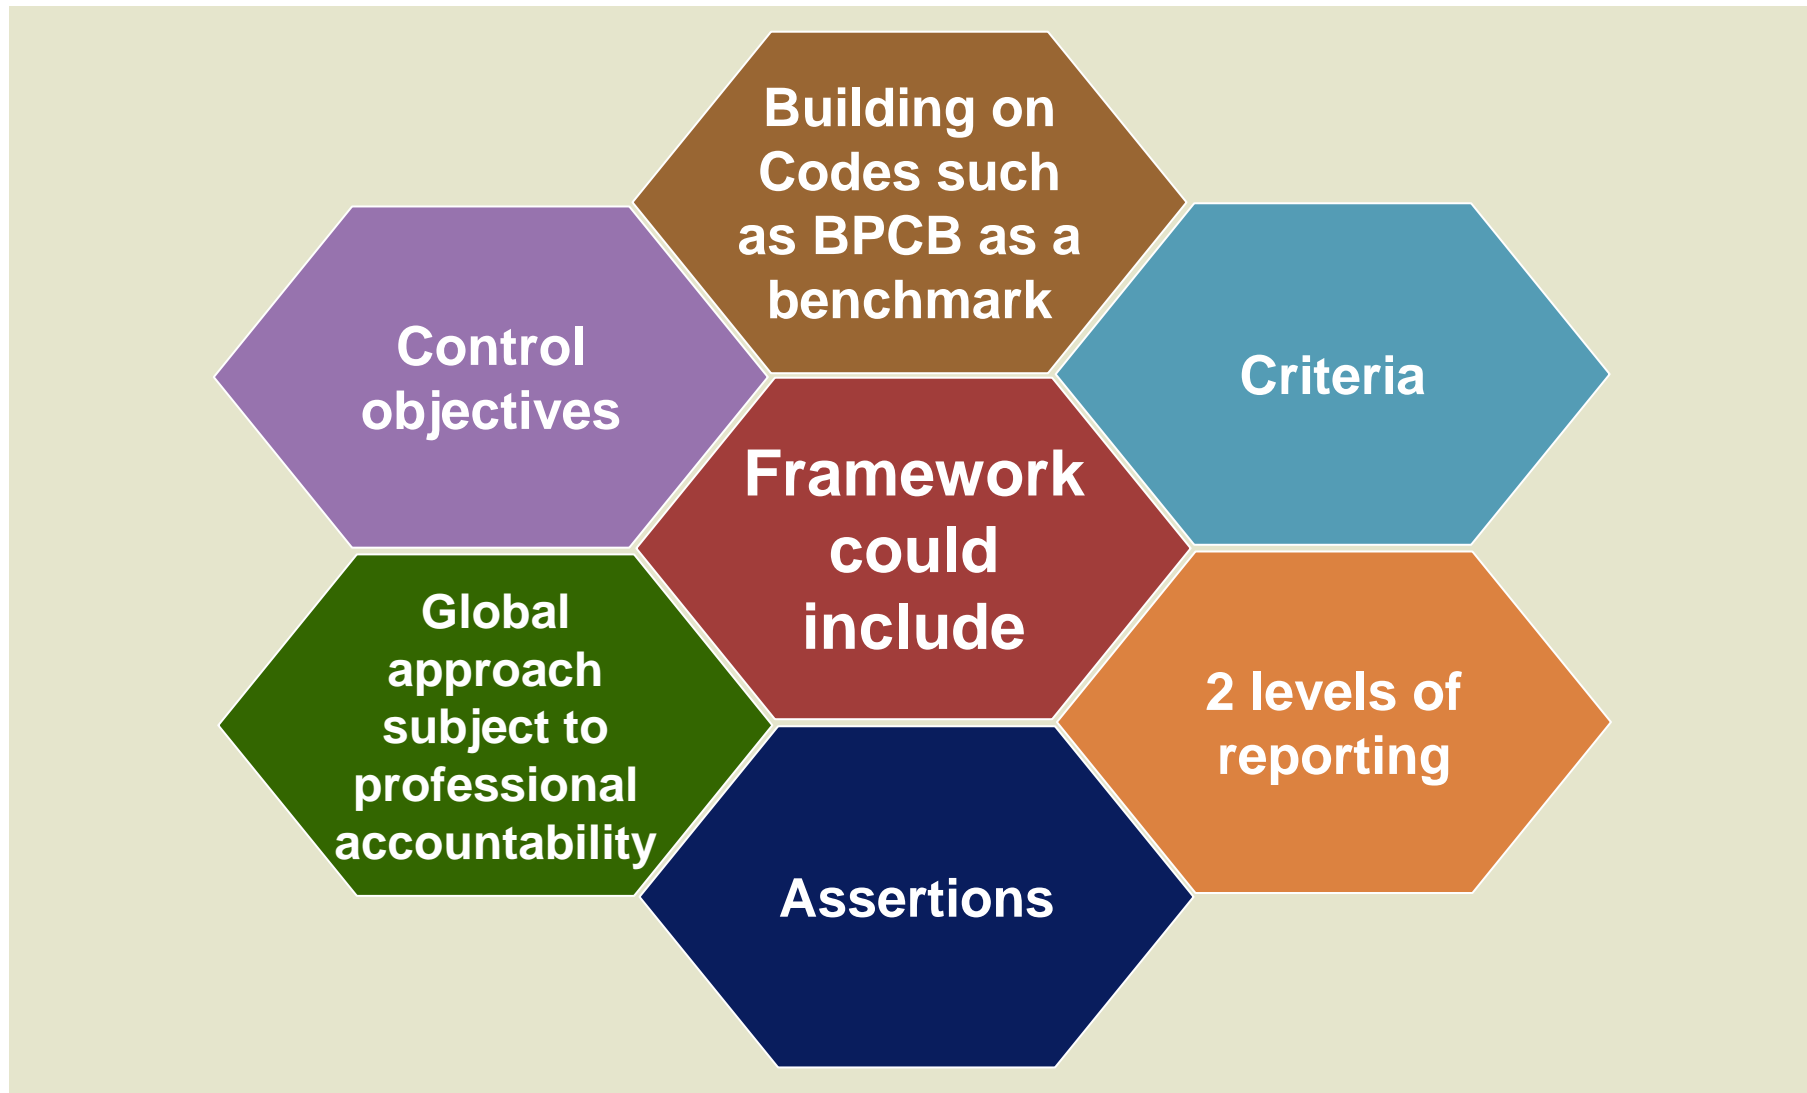 Building on
Codes such
as BPCB as a
benchmark
Control
objectives
Criteria
Framework
could
include
Global
approach
subject to
professional
accountability
2 levels of
reporting
Assertions